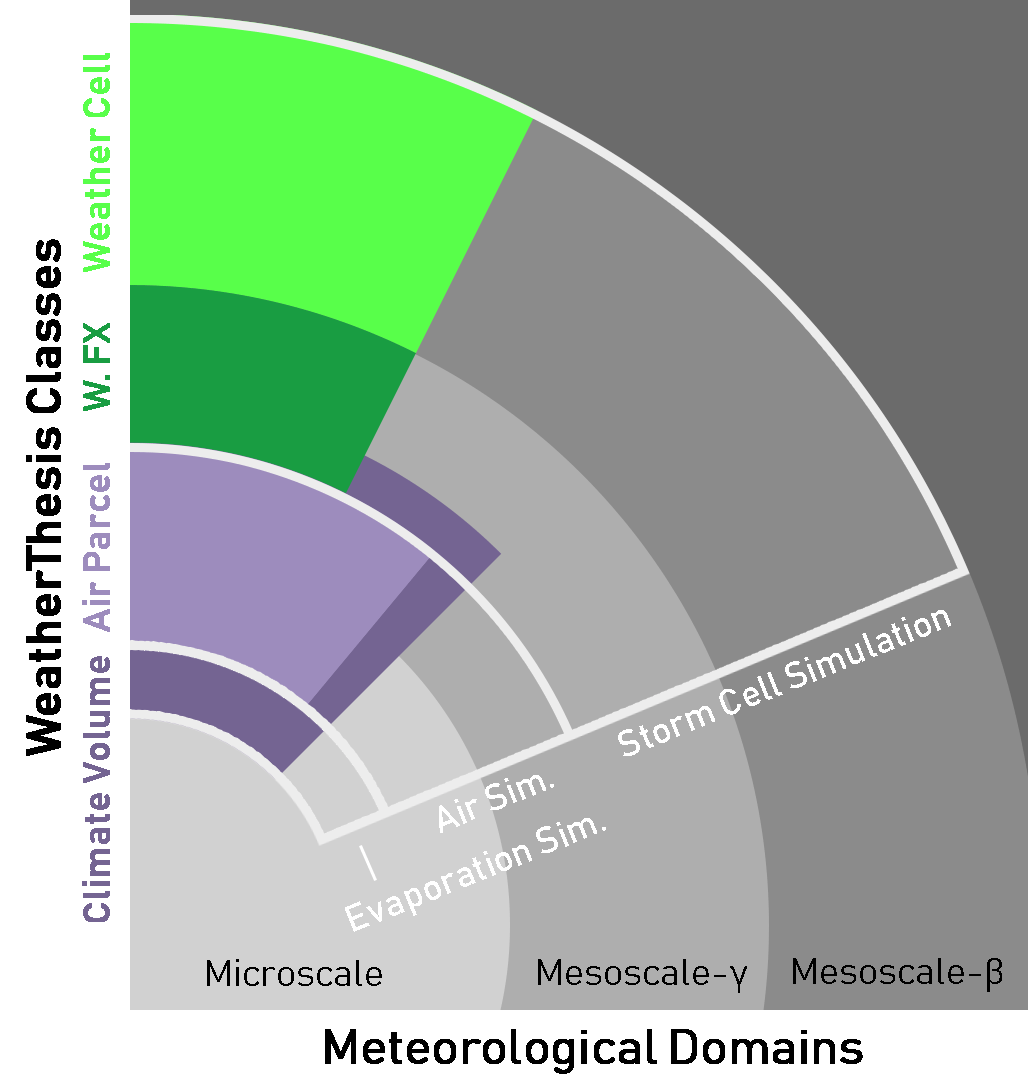 WeatherThesis Classes
Weather Cell
W. FX
Air Parcel
Climate Volume
Storm Cell Simulation
Air Sim.
Evaporation Sim.
Microscale
Mesoscale-γ
Mesoscale-β
Meteorological Domains